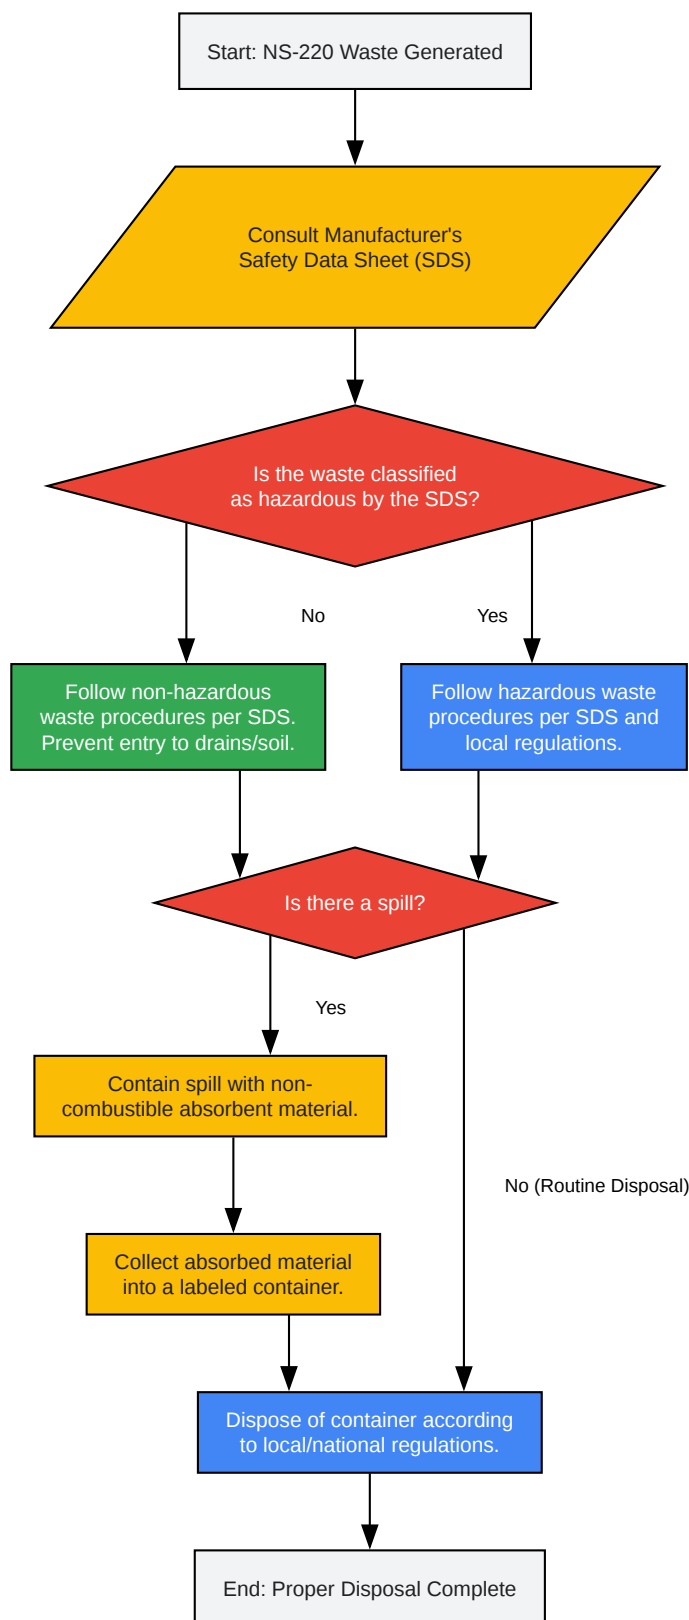 Start: NS-220 Waste Generated
Consult Manufacturer's
Safety Data Sheet (SDS)
Is the waste classified
as hazardous by the SDS?
No
Yes
Follow non-hazardous
waste procedures per SDS.
Prevent entry to drains/soil.
Follow hazardous waste
procedures per SDS and
local regulations.
Is there a spill?
Yes
Contain spill with non-
combustible absorbent material.
No (Routine Disposal)
Collect absorbed material
into a labeled container.
Dispose of container according
to local/national regulations.
End: Proper Disposal Complete